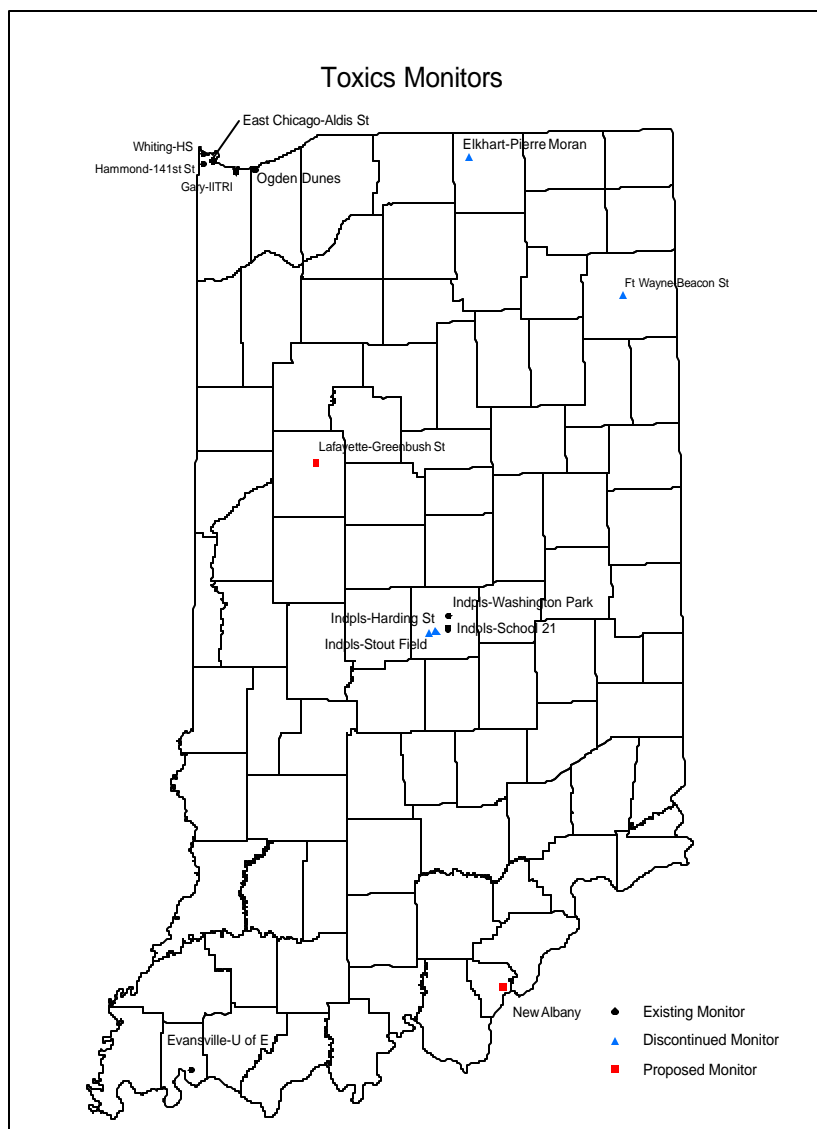 Toxics Monitors
East Chicago-Aldis St
Whiting-HS
Hammond-141st St
Gary-IITRI
Ogden Dunes
Elkhart-Pierre Moran
Ft Wayne-Beacon St
Lafayette-Greenbush St
Indpls-Washington Park
Indpls-Harding St
Indpls-School 21
Indpls-Stout Field
New Albany
Evansville-U of E
Existing Monitor
Discontinued Monitor
Proposed Monitor